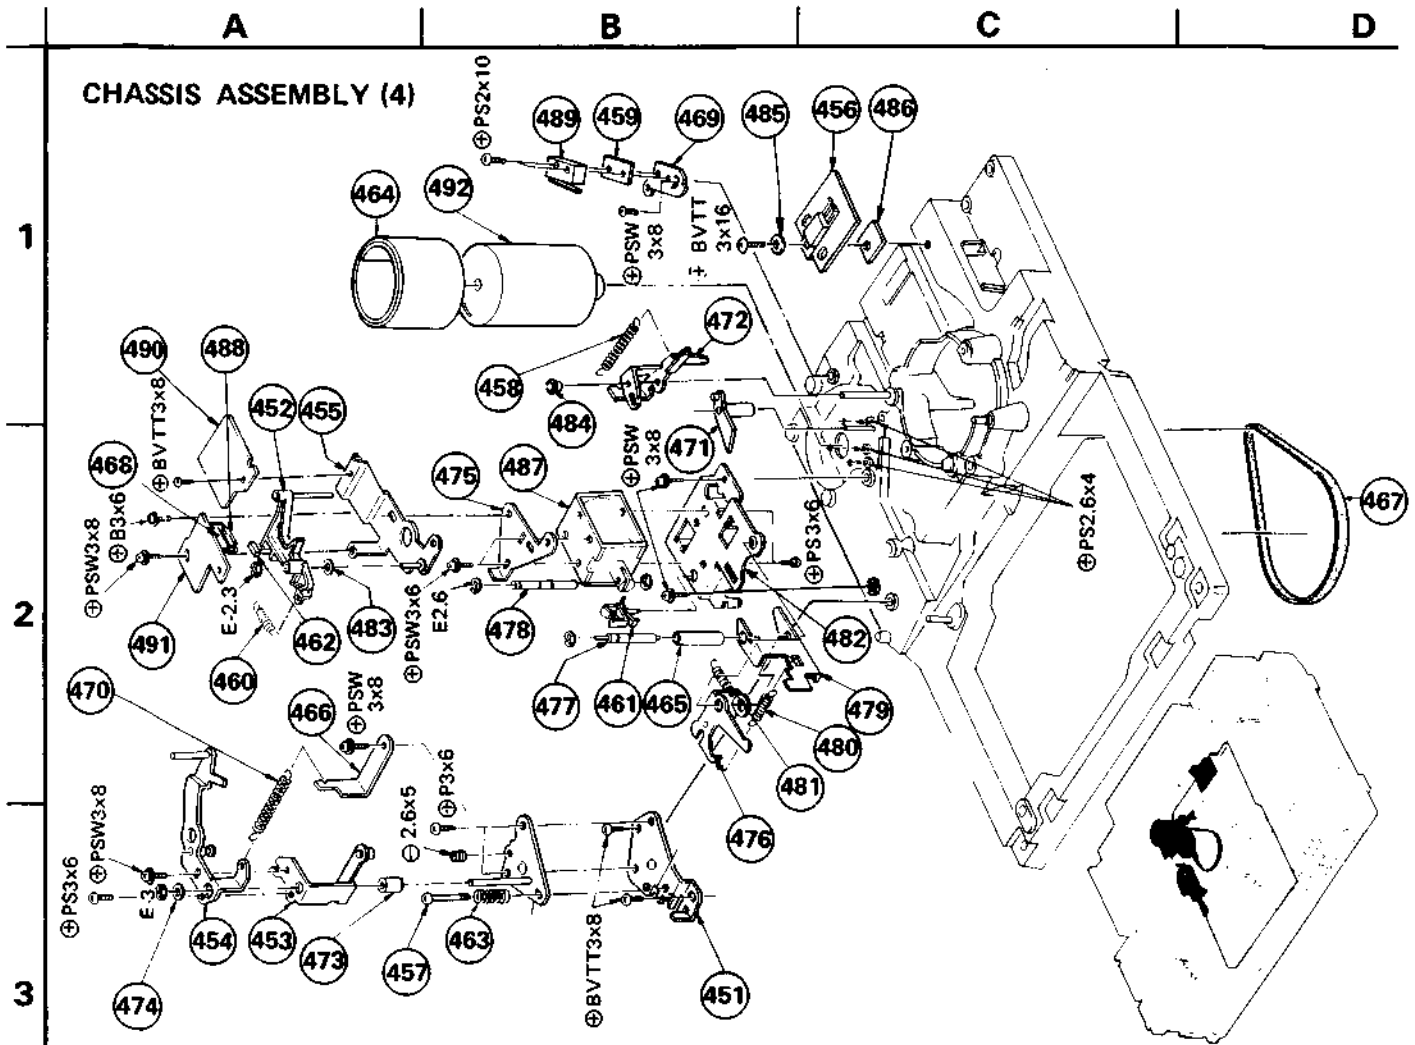 A B C D
CHASSIS ASSEMBLY (4)
⊕PS2x10
489 459 469 485 456 486
464 492
⊕PSW
3x8
+ BVTT
3x16
1
490 488 452 455
458 472
484
⊕BVTT3x8
468
475 487
⊕PSW
3x8
471
467
⊕PS2.6x4
⊕B3x6
⊕PSW3x8
⊕PS3x6
2
491
E-2.3
460 462 483
⊕PSW3x6
E2.6
478
482
477 461 465 479
480
481
476
470
466
⊕PSW
3x8
⊕P3x6
⊖2.6x5
⊕PSW3x8
⊕PS3x6
E-3
454 453 473
474
457 463
⊕BVTT3x8
451
3